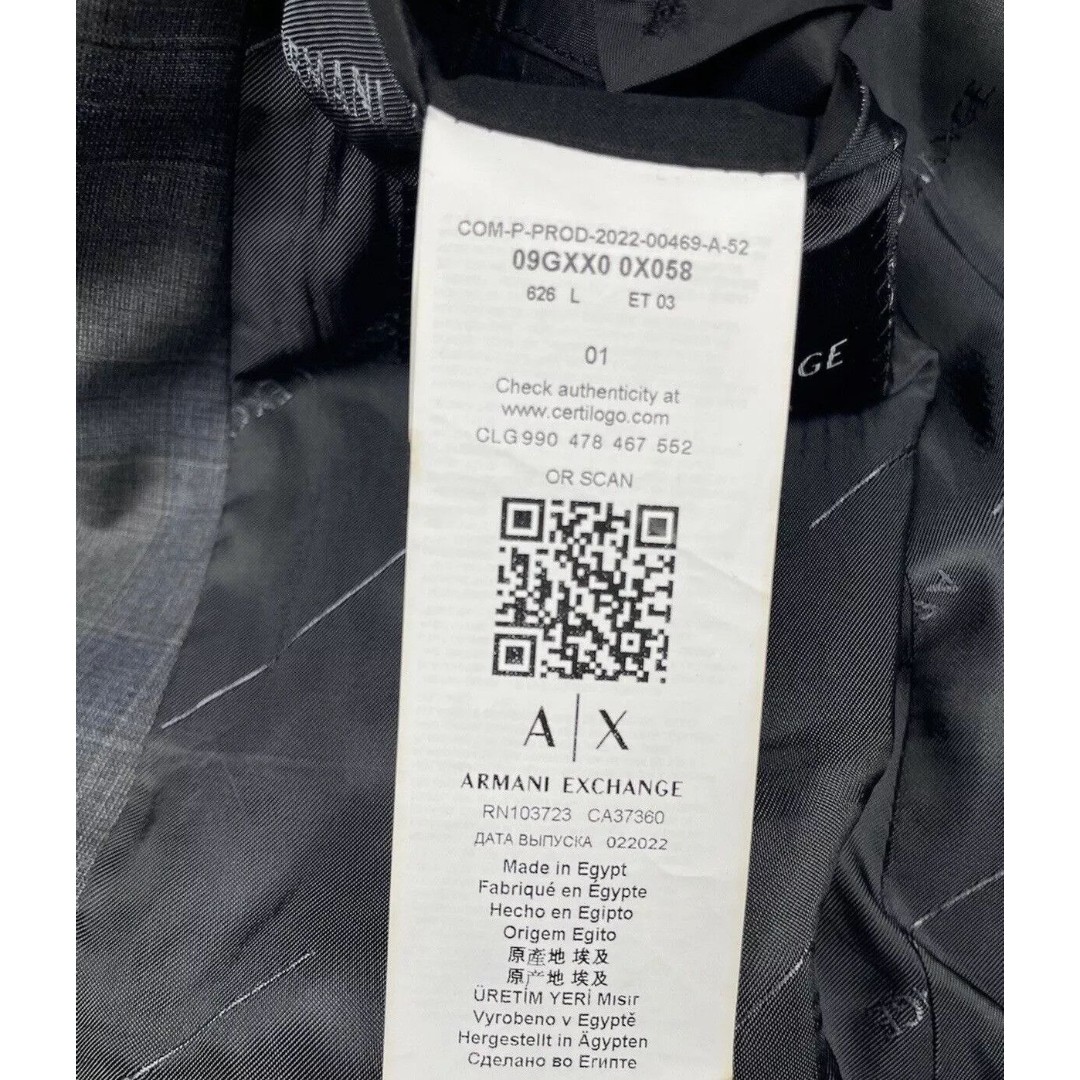 COM-P-PROD-2022-00469-A-52
09GXX0 0X058
626 L ET 03
01
Check authenticity at
www.certilogo.com
CLG 990 478 467 552
OR SCAN
A|X
ARMANI EXCHANGE
RN103723 CA37360
ДАТА ВЫПУСКА 022022
Made in Egypt
Fabriqué en Égypte
Hecho en Egipto
Origem Egito
原產地 埃及
原产地 埃及
ÜRETİM YERİ Mısır
Vyrobeno v Egyptě
Hergestellt in Ägypten
Сделано во Египте